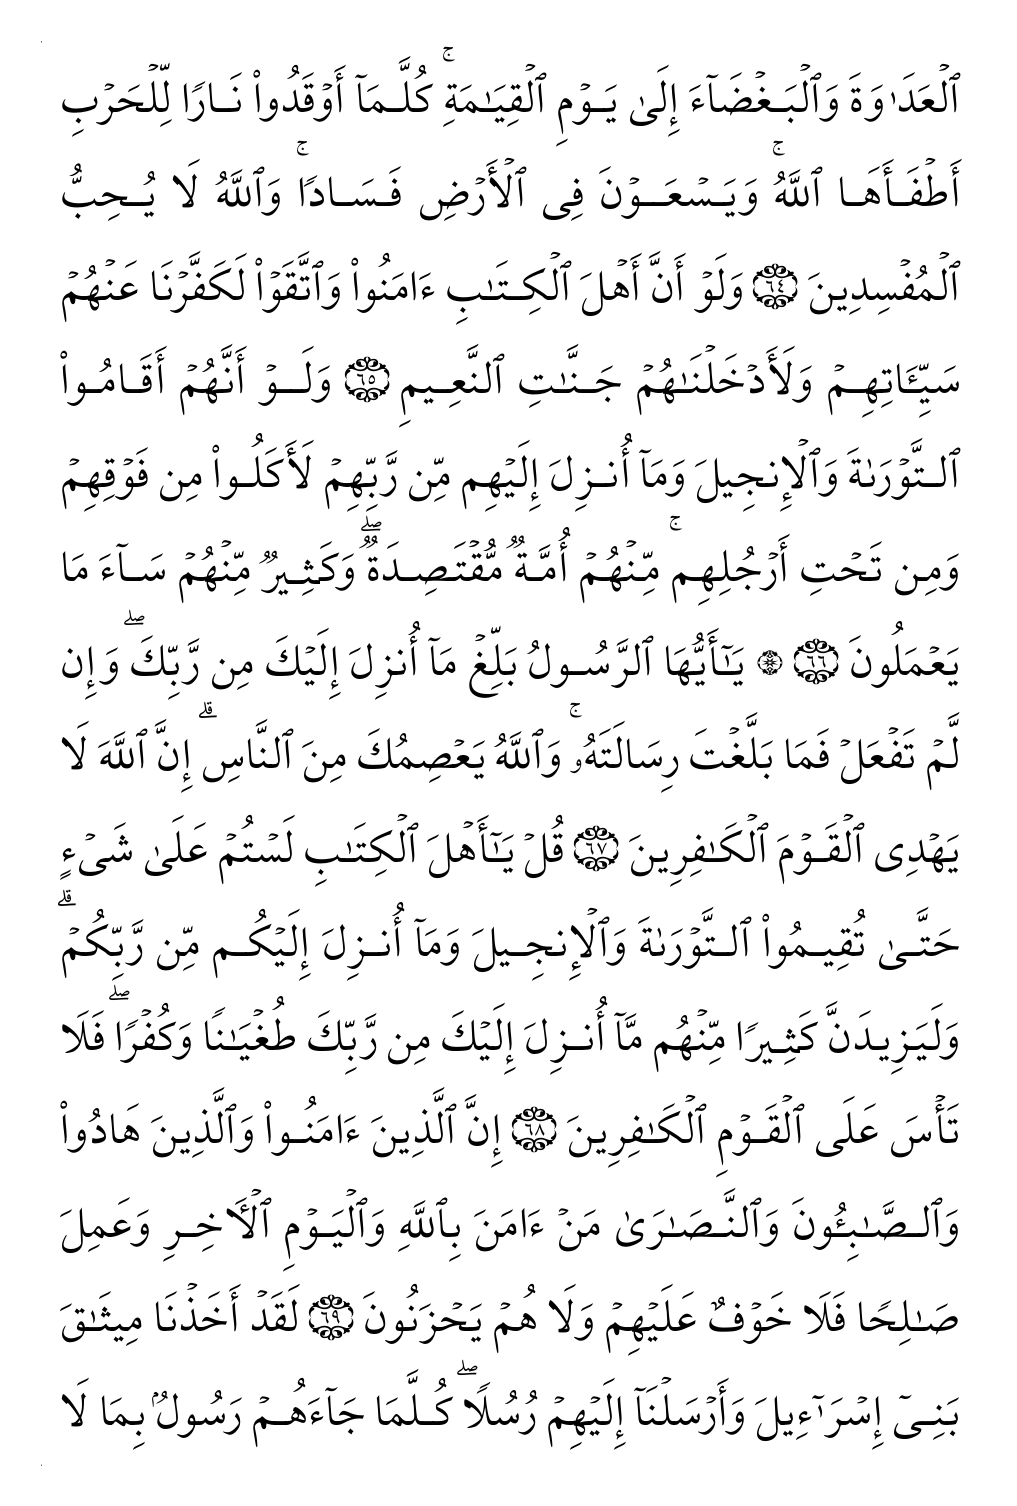 ٱلۡعَدَٰوَةَ وَٱلۡبَغۡضَآءَ إِلَىٰ يَوۡمِ ٱلۡقِيَٰمَةِۚ كُلَّمَآ أَوۡقَدُواْ نَارٗا لِّلۡحَرۡبِ
أَطۡفَأَهَا ٱللَّهُۚ وَيَسۡعَوۡنَ فِي ٱلۡأَرۡضِ فَسَادٗاۚ وَٱللَّهُ لَا يُحِبُّ
ٱلۡمُفۡسِدِينَ ٦٤ وَلَوۡ أَنَّ أَهۡلَ ٱلۡكِتَٰبِ ءَامَنُواْ وَٱتَّقَوۡاْ لَكَفَّرۡنَا عَنۡهُمۡ
سَيِّـَٔاتِهِمۡ وَلَأَدۡخَلۡنَٰهُمۡ جَنَّٰتِ ٱلنَّعِيمِ ٦٥ وَلَوۡ أَنَّهُمۡ أَقَامُواْ
ٱلتَّوۡرَىٰةَ وَٱلۡإِنجِيلَ وَمَآ أُنزِلَ إِلَيۡهِم مِّن رَّبِّهِمۡ لَأَكَلُواْ مِن فَوۡقِهِمۡ
وَمِن تَحۡتِ أَرۡجُلِهِمۚ مِّنۡهُمۡ أُمَّةٞ مُّقۡتَصِدَةٞۖ وَكَثِيرٞ مِّنۡهُمۡ سَآءَ مَا
يَعۡمَلُونَ ٦٦ ۞ يَٰٓأَيُّهَا ٱلرَّسُولُ بَلِّغۡ مَآ أُنزِلَ إِلَيۡكَ مِن رَّبِّكَۖ وَإِن
لَّمۡ تَفۡعَلۡ فَمَا بَلَّغۡتَ رِسَالَتَهُۥۚ وَٱللَّهُ يَعۡصِمُكَ مِنَ ٱلنَّاسِۗ إِنَّ ٱللَّهَ لَا
يَهۡدِي ٱلۡقَوۡمَ ٱلۡكَٰفِرِينَ ٦٧ قُلۡ يَٰٓأَهۡلَ ٱلۡكِتَٰبِ لَسۡتُمۡ عَلَىٰ شَيۡءٍ
حَتَّىٰ تُقِيمُواْ ٱلتَّوۡرَىٰةَ وَٱلۡإِنجِيلَ وَمَآ أُنزِلَ إِلَيۡكُم مِّن رَّبِّكُمۡۗ
وَلَيَزِيدَنَّ كَثِيرٗا مِّنۡهُم مَّآ أُنزِلَ إِلَيۡكَ مِن رَّبِّكَ طُغۡيَٰنٗا وَكُفۡرٗاۖ فَلَا
تَأۡسَ عَلَى ٱلۡقَوۡمِ ٱلۡكَٰفِرِينَ ٦٨ إِنَّ ٱلَّذِينَ ءَامَنُواْ وَٱلَّذِينَ هَادُواْ
وَٱلصَّٰبِـُٔونَ وَٱلنَّصَٰرَىٰ مَنۡ ءَامَنَ بِٱللَّهِ وَٱلۡيَوۡمِ ٱلۡأٓخِرِ وَعَمِلَ
صَٰلِحٗا فَلَا خَوۡفٌ عَلَيۡهِمۡ وَلَا هُمۡ يَحۡزَنُونَ ٦٩ لَقَدۡ أَخَذۡنَا مِيثَٰقَ
بَنِيٓ إِسۡرَٰٓءِيلَ وَأَرۡسَلۡنَآ إِلَيۡهِمۡ رُسُلٗاۖ كُلَّمَا جَآءَهُمۡ رَسُولُۢ بِمَا لَا